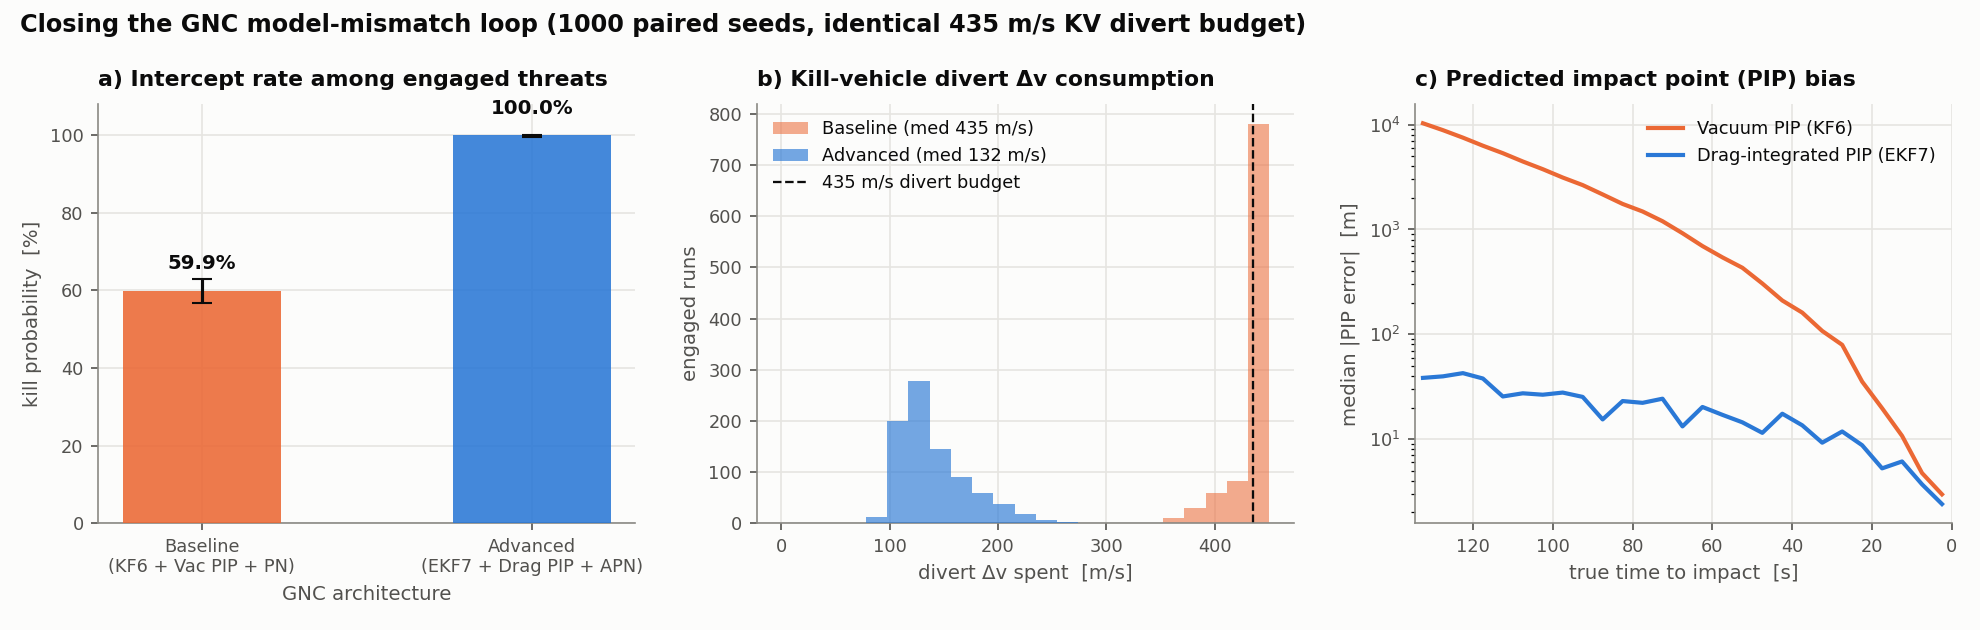 Closing the GNC model-mismatch loop (1000 paired seeds, identical 435 m/s KV divert budget)
a) Intercept rate among engaged threats
100.0%
59.9%
100
80
60
40
20
0
kill probability [%]
Baseline
(KF6 + Vac PIP + PN)
Advanced
(EKF7 + Drag PIP + APN)
GNC architecture
b) Kill-vehicle divert Δv consumption
Baseline (med 435 m/s)
Advanced (med 132 m/s)
435 m/s divert budget
800
700
600
500
400
300
200
100
0
engaged runs
0 100 200 300 400
divert Δv spent [m/s]
c) Predicted impact point (PIP) bias
Vacuum PIP (KF6)
Drag-integrated PIP (EKF7)
10⁴
10³
10²
10¹
median |PIP error| [m]
120 100 80 60 40 20 0
true time to impact [s]